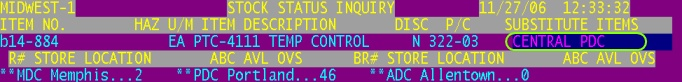 MIDWEST-1 STOCK STATUS INQUIRY 11/27/06 12:33:32
ITEM NO. HAZ U/M ITEM DESCRIPTION DISC P/C SUBSTITUTE ITEMS
b14-884 EA PTC-4111 TEMP CONTROL N 322-03 CENTRAL PDC
R# STORE LOCATION ABC AVL OVS BR# STORE LOCATION ABC AVL OVS
**MDC Memphis...2 **PDC Portland...46 **ADC Allentown...0